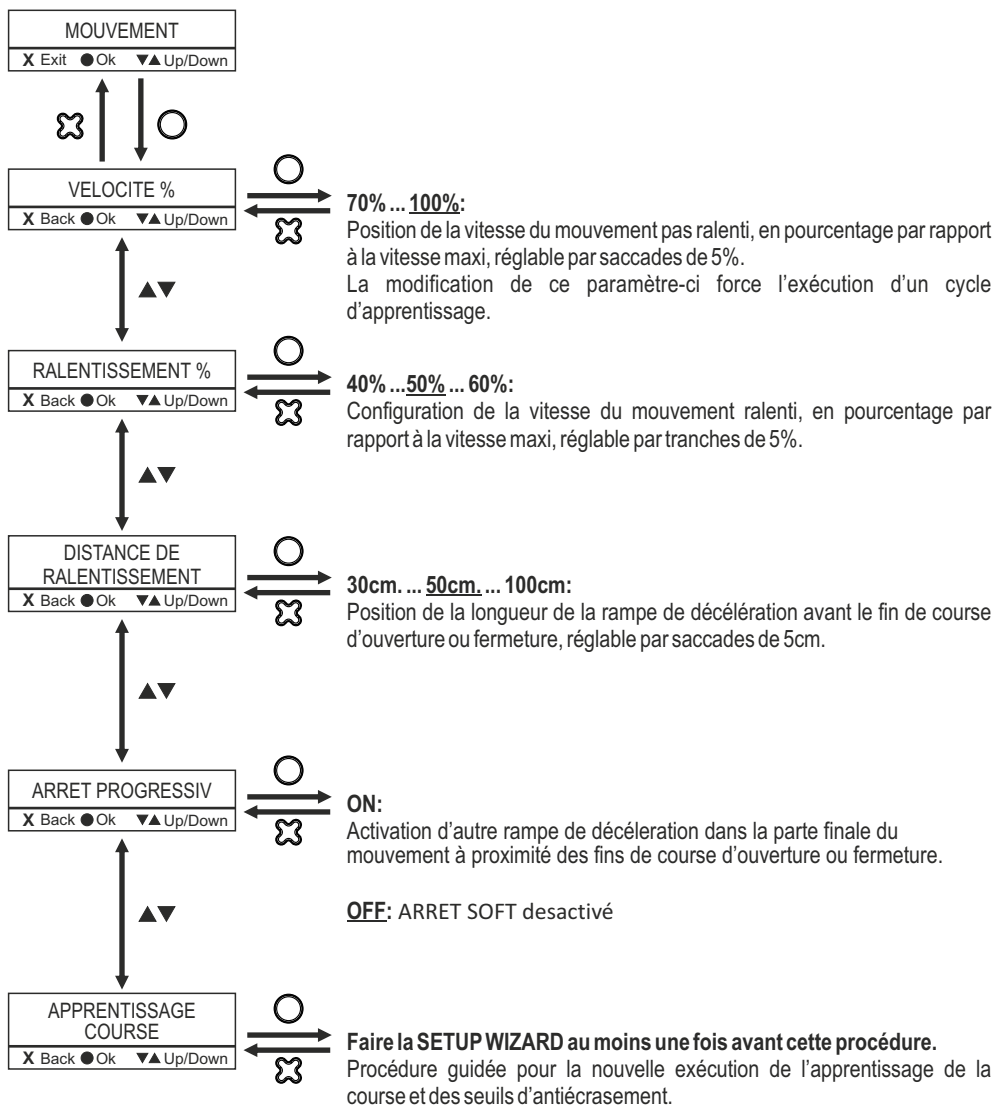 MOUVEMENT
X Exit ●Ok ▼▲Up/Down
VELOCITE %
X Back ●Ok ▼▲Up/Down
70% ... 100%:
Position de la vitesse du mouvement pas ralenti, en pourcentage par rapport
à la vitesse maxi, réglable par saccades de 5%.
La modification de ce paramètre-ci force l'exécution d'un cycle
d'apprentissage.
▲▼
RALENTISSEMENT %
X Back ●Ok ▼▲Up/Down
40% ...50% ... 60%:
Configuration de la vitesse du mouvement ralenti, en pourcentage par
rapport à la vitesse maxi, réglable par tranches de 5%.
▲▼
DISTANCE DE
RALENTISSEMENT
X Back ●Ok ▼▲Up/Down
30cm. ... 50cm. ... 100cm:
Position de la longueur de la rampe de décélération avant le fin de course
d'ouverture ou fermeture, réglable par saccades de 5cm.
▲▼
ARRET PROGRESSIV
X Back ●Ok ▼▲Up/Down
ON:
Activation d'autre rampe de décéleration dans la parte finale du
mouvement à proximité des fins de course d'ouverture ou fermeture.
OFF: ARRET SOFT desactivé
▲▼
APPRENTISSAGE
COURSE
X Back ●Ok ▼▲Up/Down
Faire la SETUP WIZARD au moins une fois avant cette procédure.
Procédure guidée pour la nouvelle exécution de l'apprentissage de la
course et des seuils d'antiécrasement.